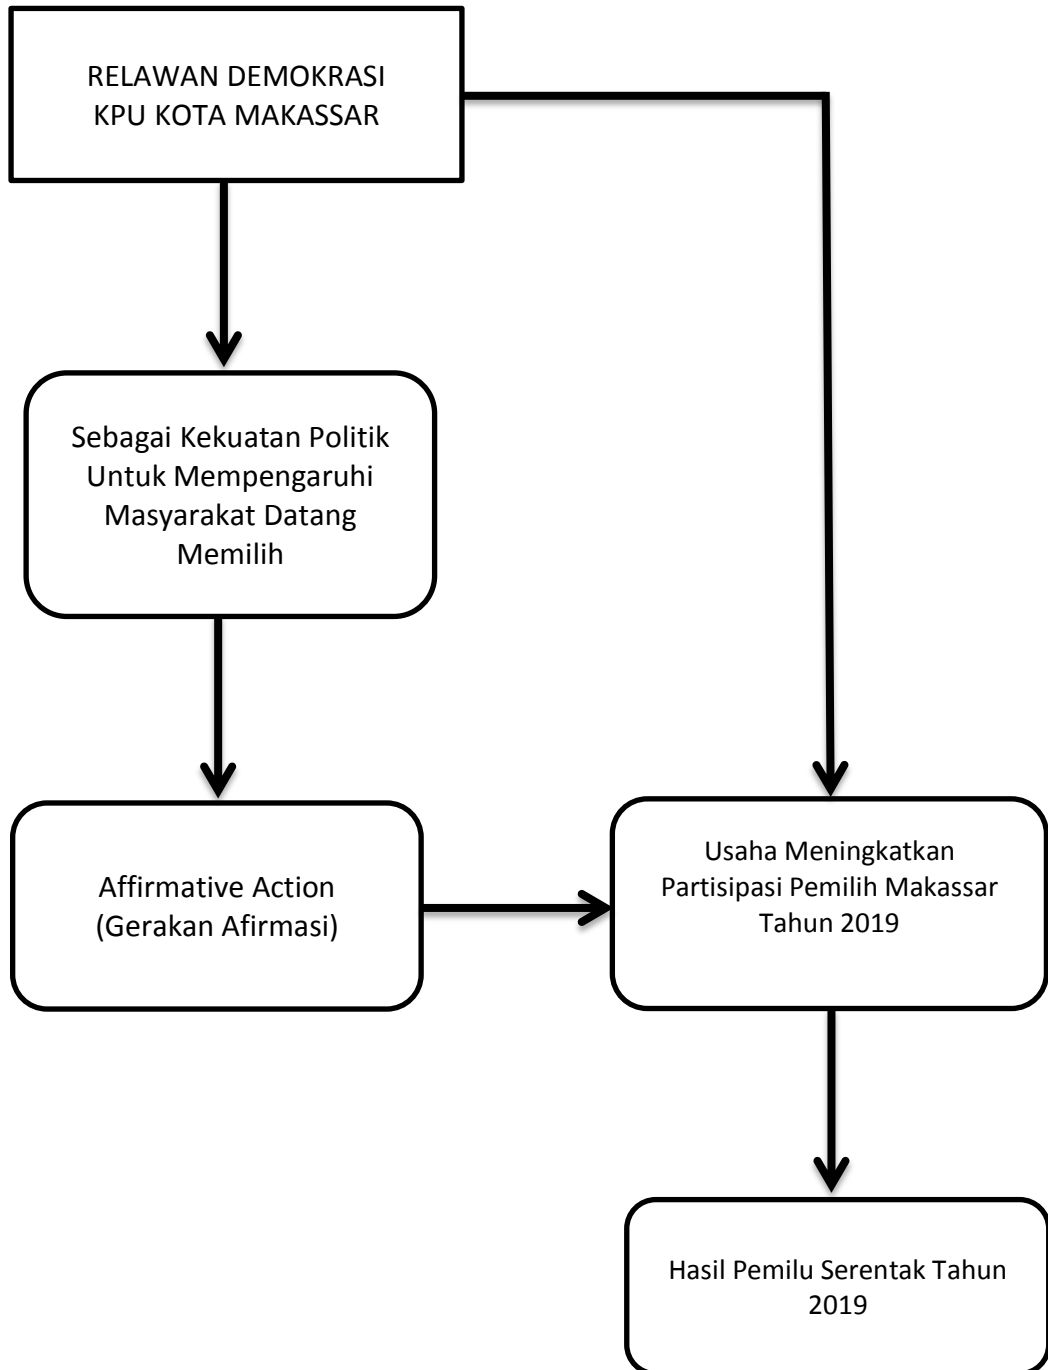 RELAWAN DEMOKRASI
KPU KOTA MAKASSAR
Sebagai Kekuatan Politik
Untuk Mempengaruhi
Masyarakat Datang
Memilih
Affirmative Action
(Gerakan Afirmasi)
Usaha Meningkatkan
Partisipasi Pemilih Makassar
Tahun 2019
Hasil Pemilu Serentak Tahun
2019